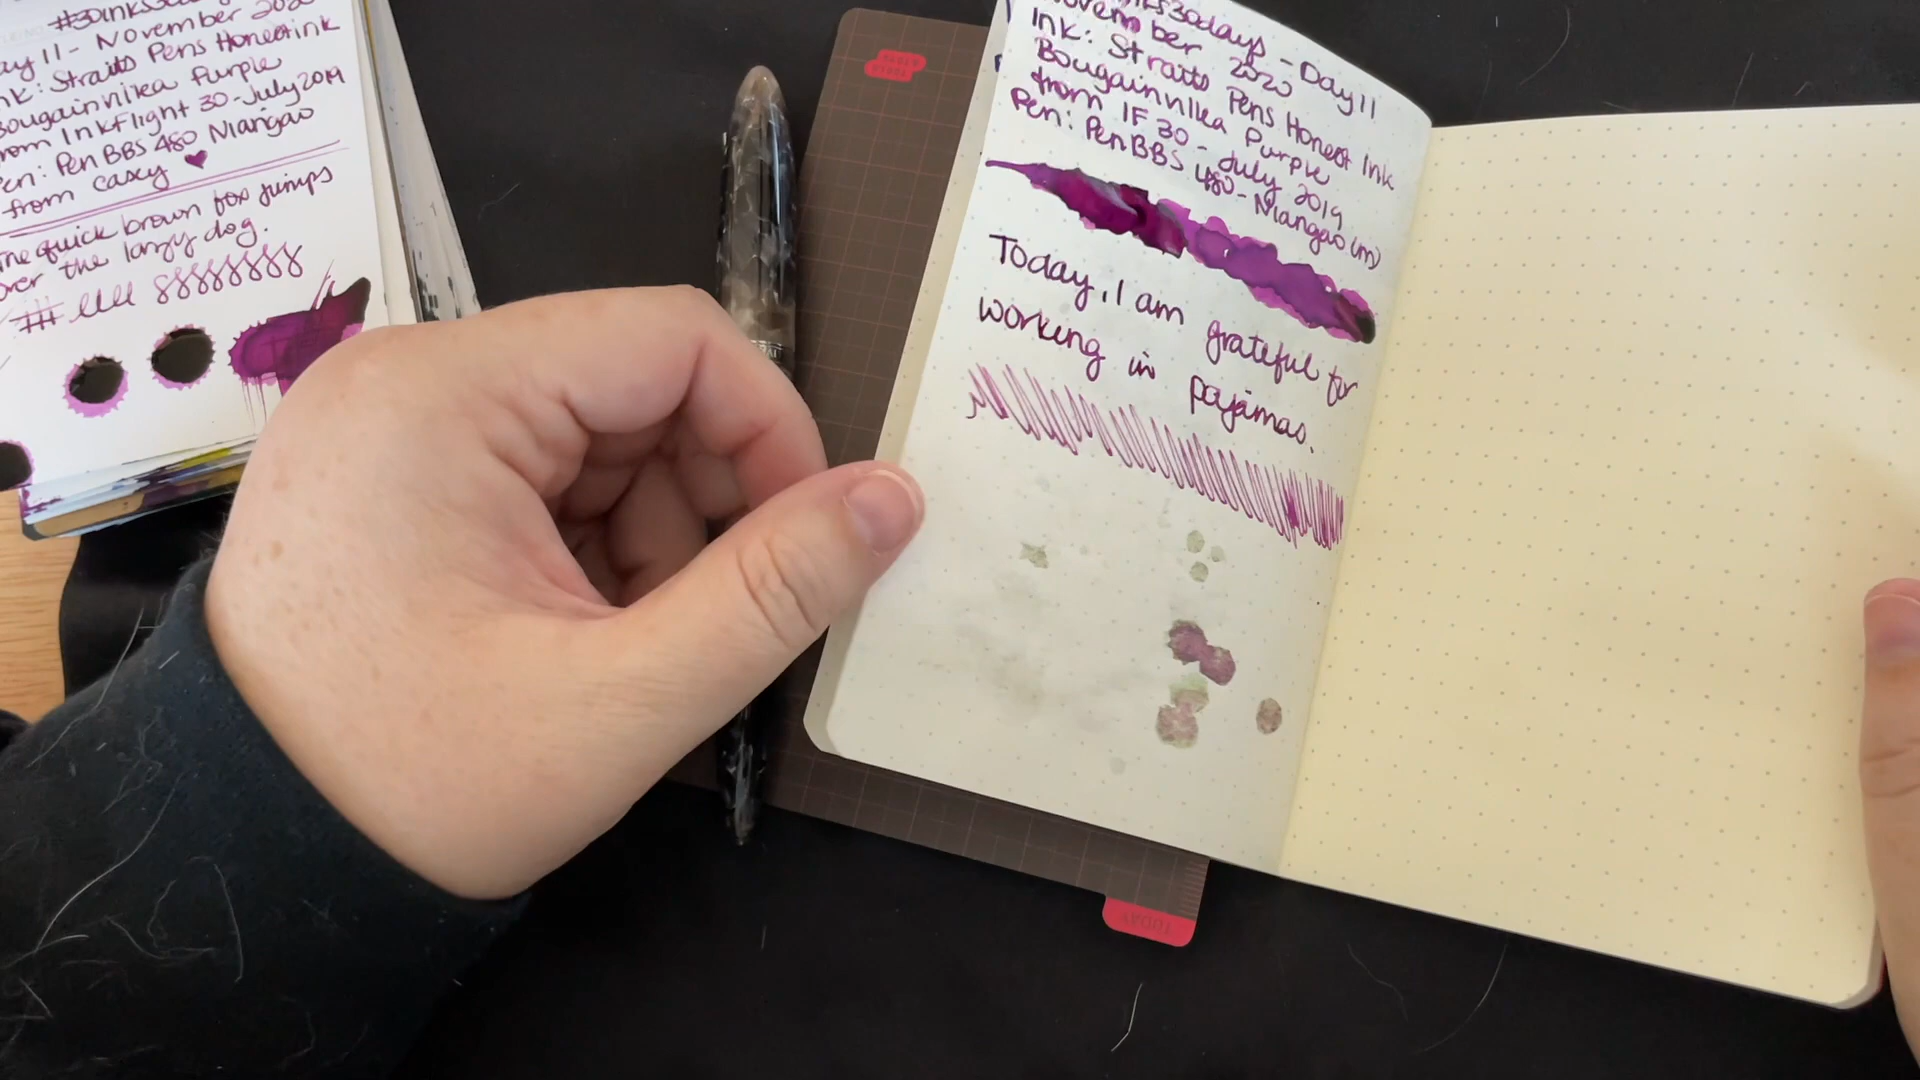 #30inks30days
Day 11 - November 2020
Ink: Straits Pens Honest ink
Bougainvillea Purple
from Inkflight 30 - July 2019
Pen: PenBBS 480 Niangao
from casey ♥
The quick brown fox jumps
over the lazy dog.
inks30days - Day 11
November 2020
Ink: Straits Pens Honest Ink
Bougainvillea Purple
from IF 30 - July 2019
Pen: PenBBS 480 - Niangao (m)
Today, I am grateful for
working in pajamas.
TODAY